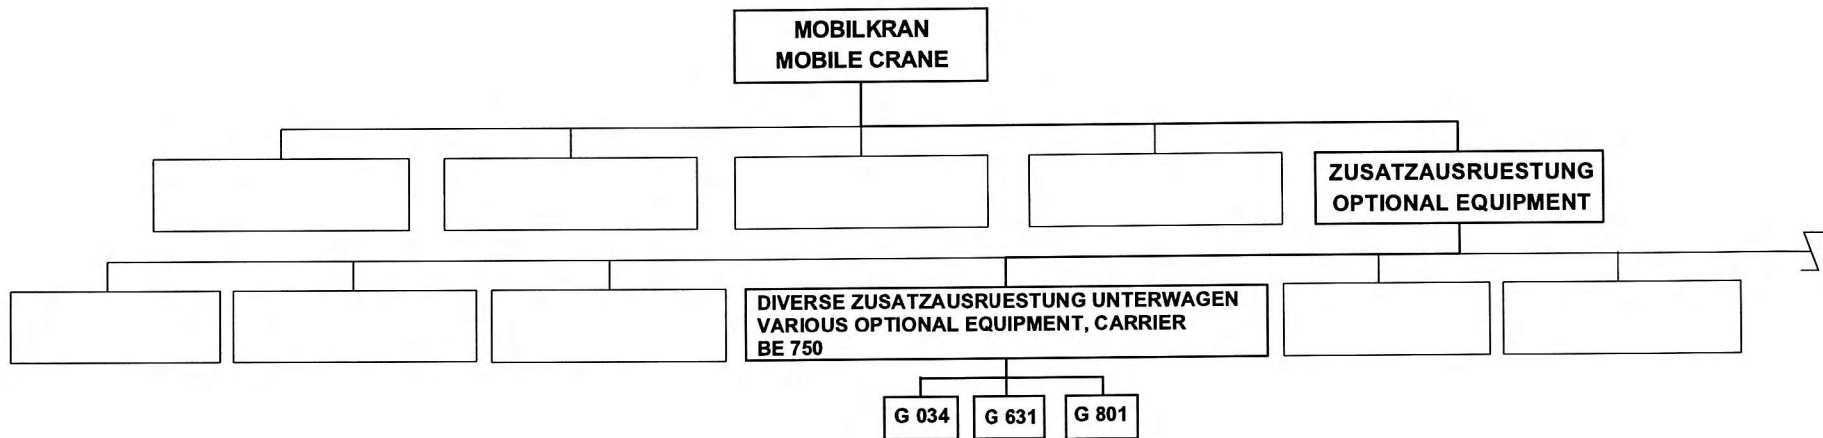 MOBILKRAN
MOBILE CRANE
ZUSATZAUSRUESTUNG
OPTIONAL EQUIPMENT
DIVERSE ZUSATZAUSRUESTUNG UNTERWAGEN
VARIOUS OPTIONAL EQUIPMENT, CARRIER
BE 750
G 034
G 631
G 801